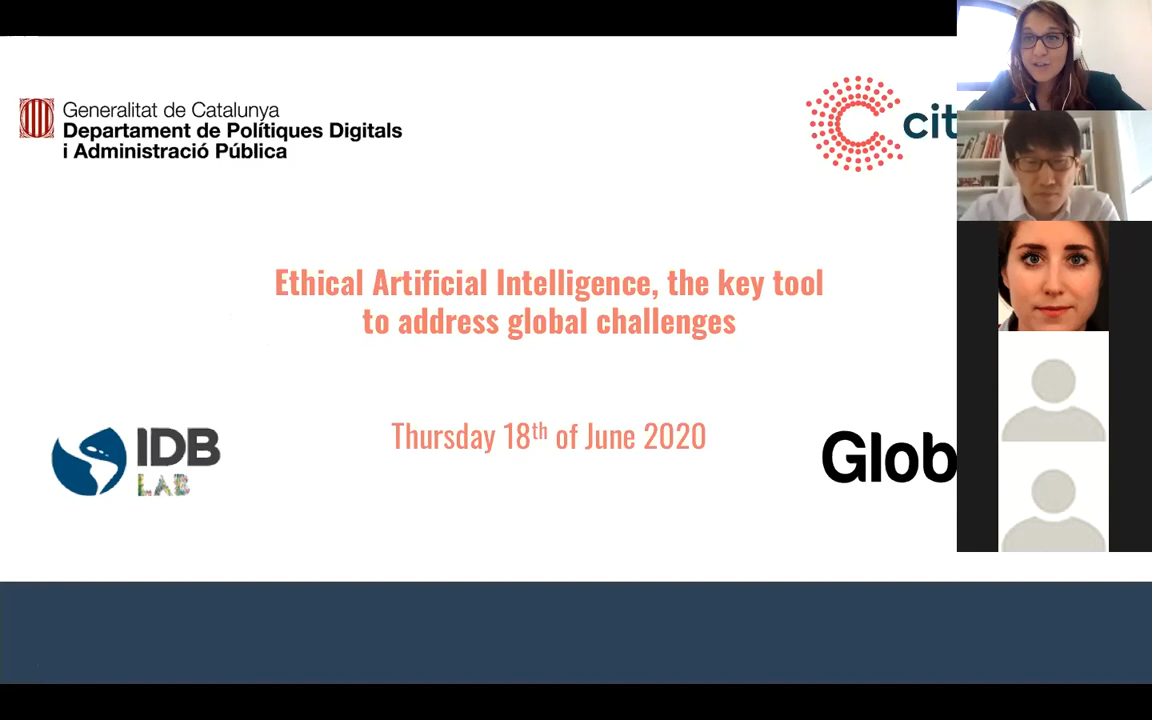 Generalitat de Catalunya
Departament de Polítiques Digitals
i Administració Pública
cit
Ethical Artificial Intelligence, the key tool
to address global challenges
Thursday 18th of June 2020
IDB
LAB
Glob